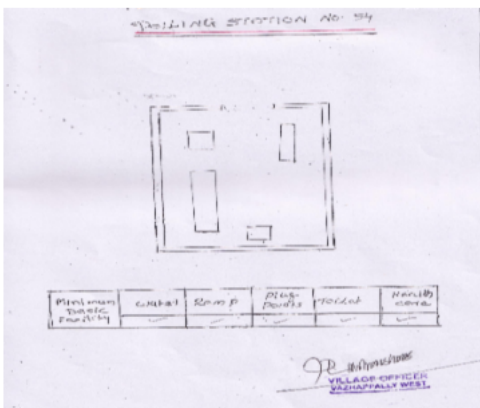 POLLING STATION NO. 54
Minimum Basic Facility
Water
Ramp
Plug Points
Toilet
Health care
VILLAGE OFFICER
VAZHAPPALLY WEST